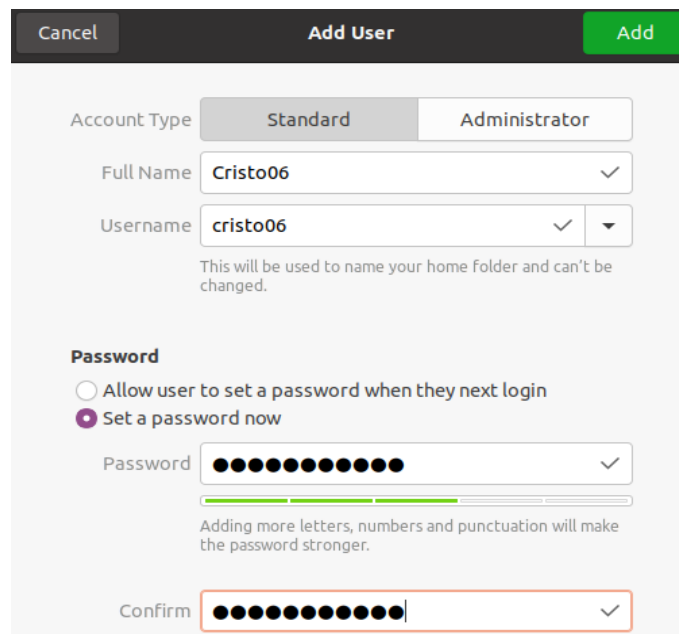 Cancel Add User Add
Account Type Standard Administrator
Full Name Cristo06
Username cristo06
This will be used to name your home folder and can't be
changed.
Password
Allow user to set a password when they next login
Set a password now
Password ●●●●●●●●●●●
Adding more letters, numbers and punctuation will make
the password stronger.
Confirm ●●●●●●●●●●●